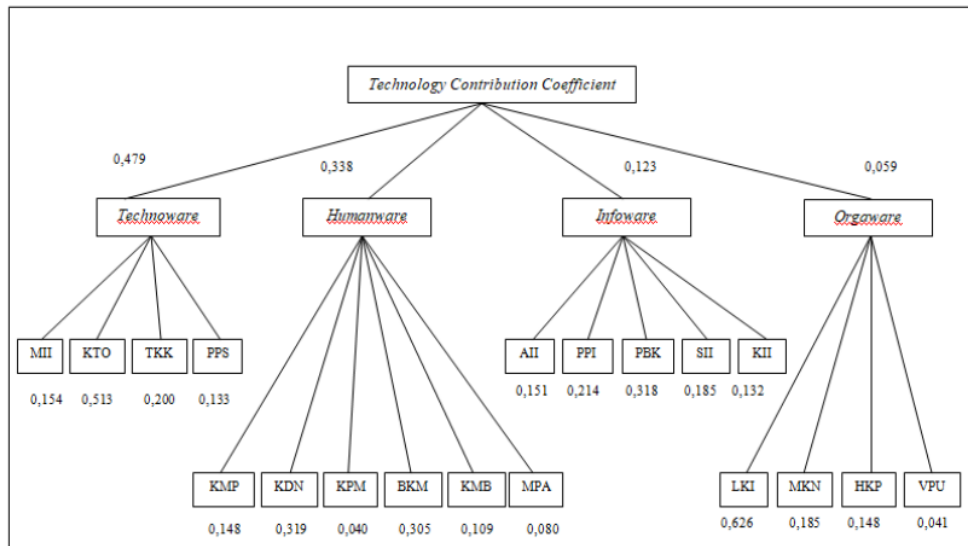 Technology Contribution Coefficient
0,479
0,338
0,123
0,059
Technoware
Humanware
Infoware
Orgaware
MII
KTO
TKK
PPS
AII
PPI
PBK
SII
KII
0,154
0,513
0,200
0,133
0,151
0,214
0,318
0,185
0,132
KMP
KDN
KPM
BKM
KMB
MPA
LKI
MKN
HKP
VPU
0,148
0,319
0,040
0,305
0,109
0,080
0,626
0,185
0,148
0,041